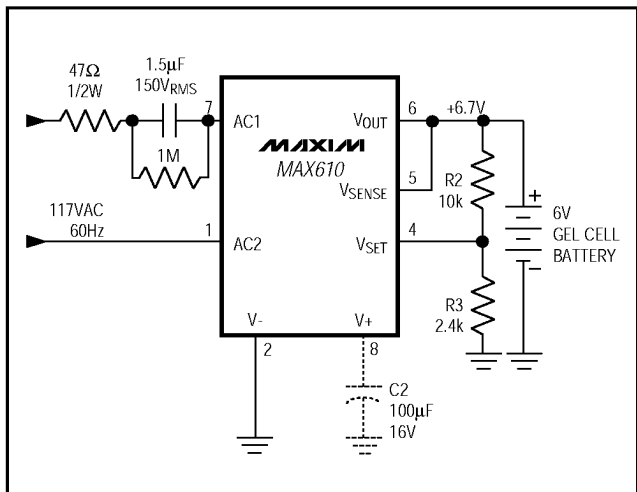 47Ω
1/2W
1.5µF
150VRMS
7
AC1
1M
117VAC
60Hz
1
AC2
MAXIM
MAX610
VOUT
6
+6.7V
VSENSE
5
VSET
4
R2
10k
R3
2.4k
+
6V
GEL CELL
BATTERY
−
V-
2
V+
8
C2
100µF
16V